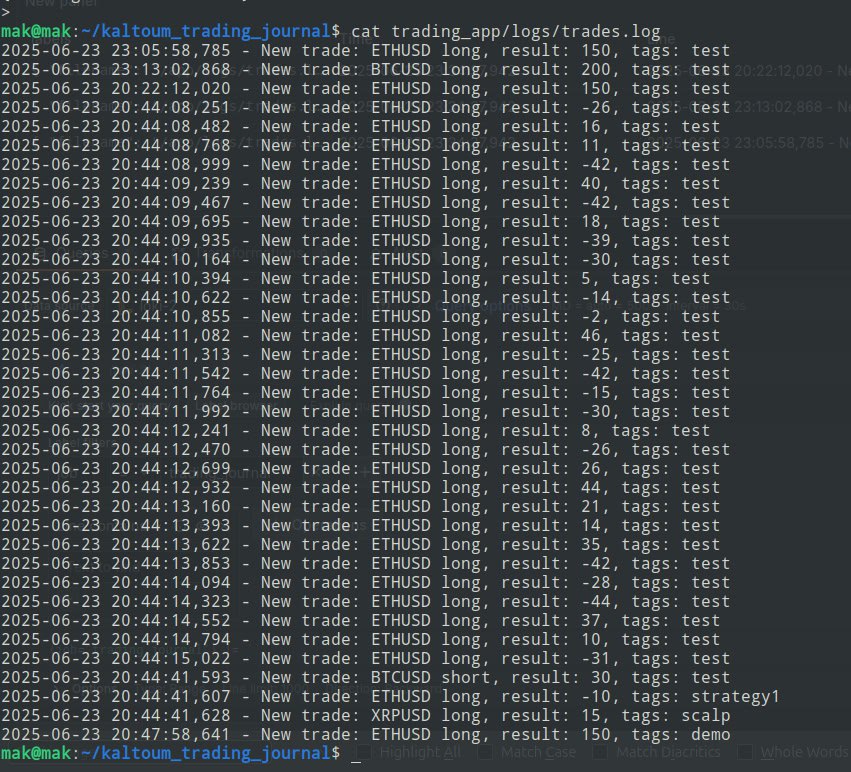 New panel
>
mak@mak:~/kaltoum_trading_journal$ cat trading_app/logs/trades.log
2025-06-23 23:05:58,785 - New trade: ETHUSD long, result: 150, tags: test
2025-06-23 23:13:02,868 - New trade: BTCUSD long, result: 200, tags: test
2025-06-23 20:22:12,020 - New trade: ETHUSD long, result: 150, tags: test
2025-06-23 20:44:08,251 - New trade: ETHUSD long, result: -26, tags: test
2025-06-23 20:44:08,482 - New trade: ETHUSD long, result: 16, tags: test
2025-06-23 20:44:08,768 - New trade: ETHUSD long, result: 11, tags: test
2025-06-23 20:44:08,999 - New trade: ETHUSD long, result: -42, tags: test
2025-06-23 20:44:09,239 - New trade: ETHUSD long, result: 40, tags: test
2025-06-23 20:44:09,467 - New trade: ETHUSD long, result: -42, tags: test
2025-06-23 20:44:09,695 - New trade: ETHUSD long, result: 18, tags: test
2025-06-23 20:44:09,935 - New trade: ETHUSD long, result: -39, tags: test
2025-06-23 20:44:10,164 - New trade: ETHUSD long, result: -30, tags: test
2025-06-23 20:44:10,394 - New trade: ETHUSD long, result: 5, tags: test
2025-06-23 20:44:10,622 - New trade: ETHUSD long, result: -14, tags: test
2025-06-23 20:44:10,855 - New trade: ETHUSD long, result: -2, tags: test
2025-06-23 20:44:11,082 - New trade: ETHUSD long, result: 46, tags: test
2025-06-23 20:44:11,313 - New trade: ETHUSD long, result: -25, tags: test
2025-06-23 20:44:11,542 - New trade: ETHUSD long, result: -42, tags: test
2025-06-23 20:44:11,764 - New trade: ETHUSD long, result: -15, tags: test
2025-06-23 20:44:11,992 - New trade: ETHUSD long, result: -30, tags: test
2025-06-23 20:44:12,241 - New trade: ETHUSD long, result: 8, tags: test
2025-06-23 20:44:12,470 - New trade: ETHUSD long, result: -26, tags: test
2025-06-23 20:44:12,699 - New trade: ETHUSD long, result: 26, tags: test
2025-06-23 20:44:12,932 - New trade: ETHUSD long, result: 44, tags: test
2025-06-23 20:44:13,160 - New trade: ETHUSD long, result: 21, tags: test
2025-06-23 20:44:13,393 - New trade: ETHUSD long, result: 14, tags: test
2025-06-23 20:44:13,622 - New trade: ETHUSD long, result: 35, tags: test
2025-06-23 20:44:13,853 - New trade: ETHUSD long, result: -42, tags: test
2025-06-23 20:44:14,094 - New trade: ETHUSD long, result: -28, tags: test
2025-06-23 20:44:14,323 - New trade: ETHUSD long, result: -44, tags: test
2025-06-23 20:44:14,552 - New trade: ETHUSD long, result: 37, tags: test
2025-06-23 20:44:14,794 - New trade: ETHUSD long, result: 10, tags: test
2025-06-23 20:44:15,022 - New trade: ETHUSD long, result: -31, tags: test
2025-06-23 20:44:41,593 - New trade: BTCUSD short, result: 30, tags: test
2025-06-23 20:44:41,607 - New trade: ETHUSD long, result: -10, tags: strategy1
2025-06-23 20:44:41,628 - New trade: XRPUSD long, result: 15, tags: scalp
2025-06-23 20:47:58,641 - New trade: ETHUSD long, result: 150, tags: demo
mak@mak:~/kaltoum_trading_journal$ _
Highlight All Match Case Match Diacritics Whole Words